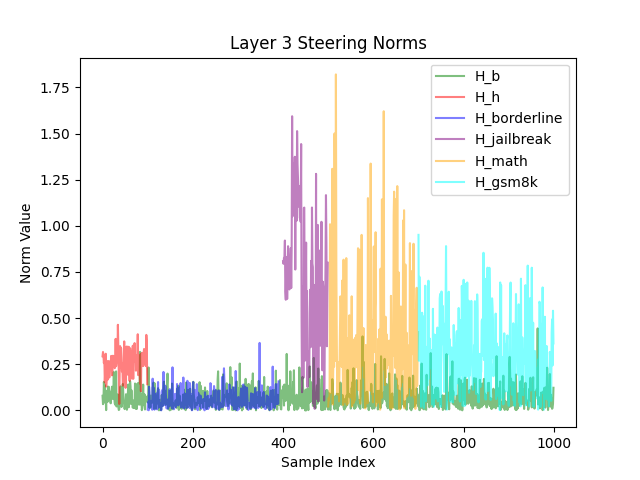 Layer 3 Steering Norms
H_b
H_h
H_borderline
H_jailbreak
H_math
H_gsm8k
Norm Value
1.75
1.50
1.25
1.00
0.75
0.50
0.25
0.00
0
200
400
600
800
1000
Sample Index